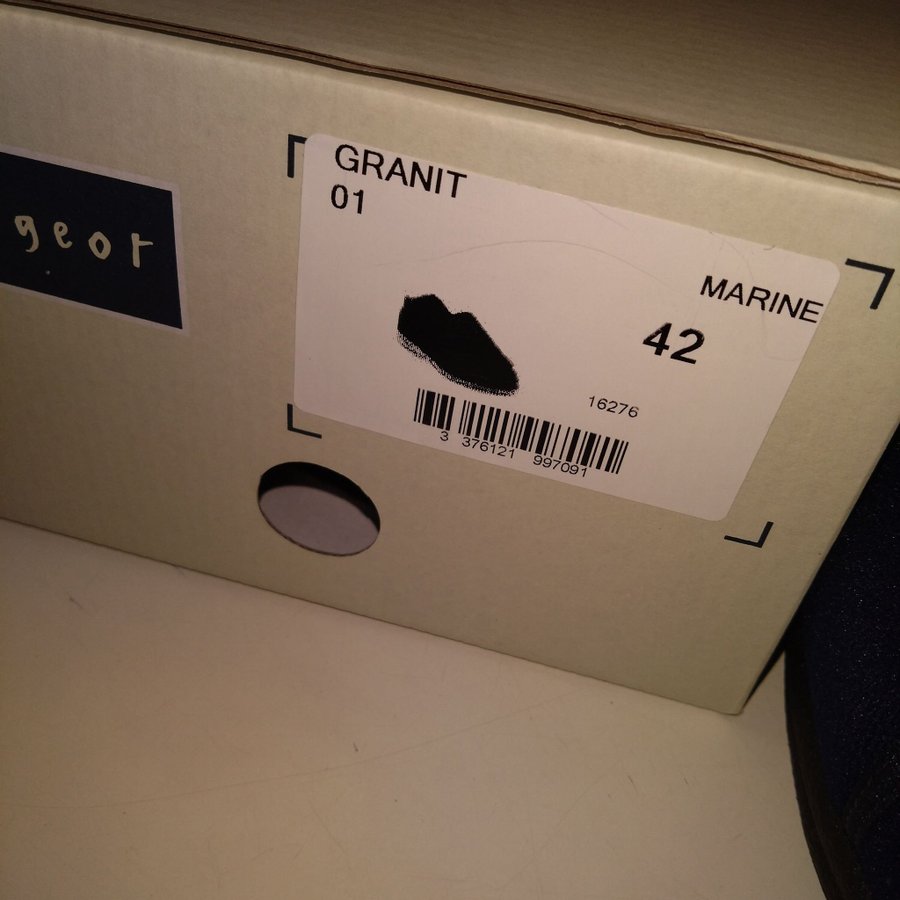 geor
GRANIT
01
MARINE
42
16276
3 376121 997091